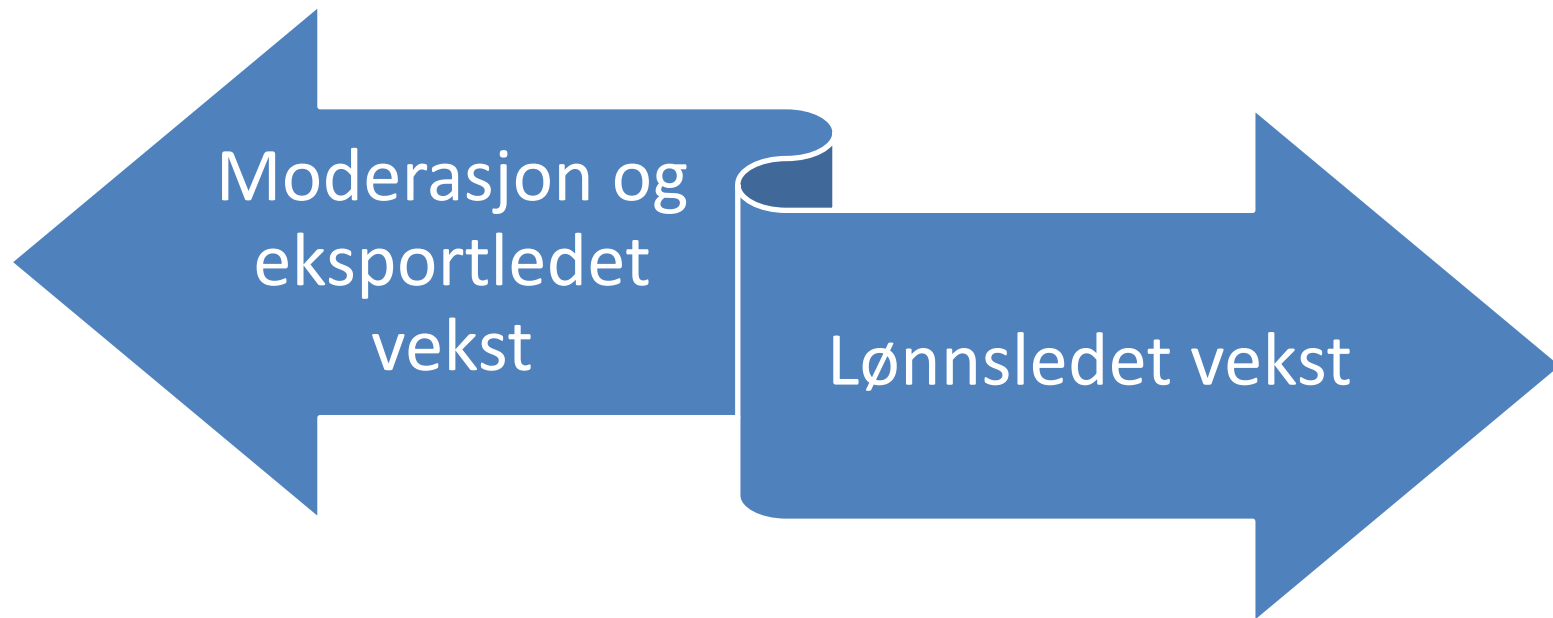 Moderasjon og
eksportledet
vekst
Lønnsledet vekst